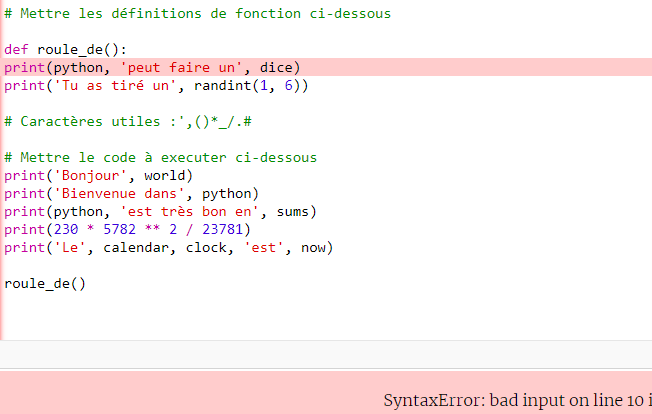 # Mettre les définitions de fonction ci-dessous
def roule_de():
print(python, 'peut faire un', dice)
print('Tu as tiré un', randint(1, 6))
# Caractères utiles :',()*_/.#
# Mettre le code à executer ci-dessous
print('Bonjour', world)
print('Bienvenue dans', python)
print(python, 'est très bon en', sums)
print(230 * 5782 ** 2 / 23781)
print('Le', calendar, clock, 'est', now)
roule_de()
SyntaxError: bad input on line 10 i